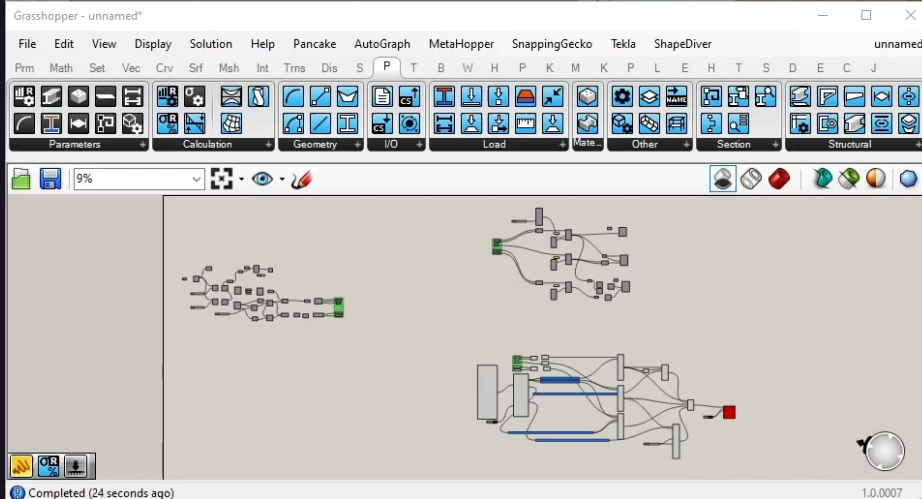 Grasshopper - unnamed*
File Edit View Display Solution Help Pancake AutoGraph MetaHopper SnappingGecko Tekla ShapeDiver unnamed
Prm Math Set Vec Crv Srf Msh Int Trns Dis S P T B W H P K M K P L E H T S D E C J
Parameters Calculation Geometry I/O Load Mate... Other Section Structural
9%
Completed (24 seconds ago) 1.0.0007